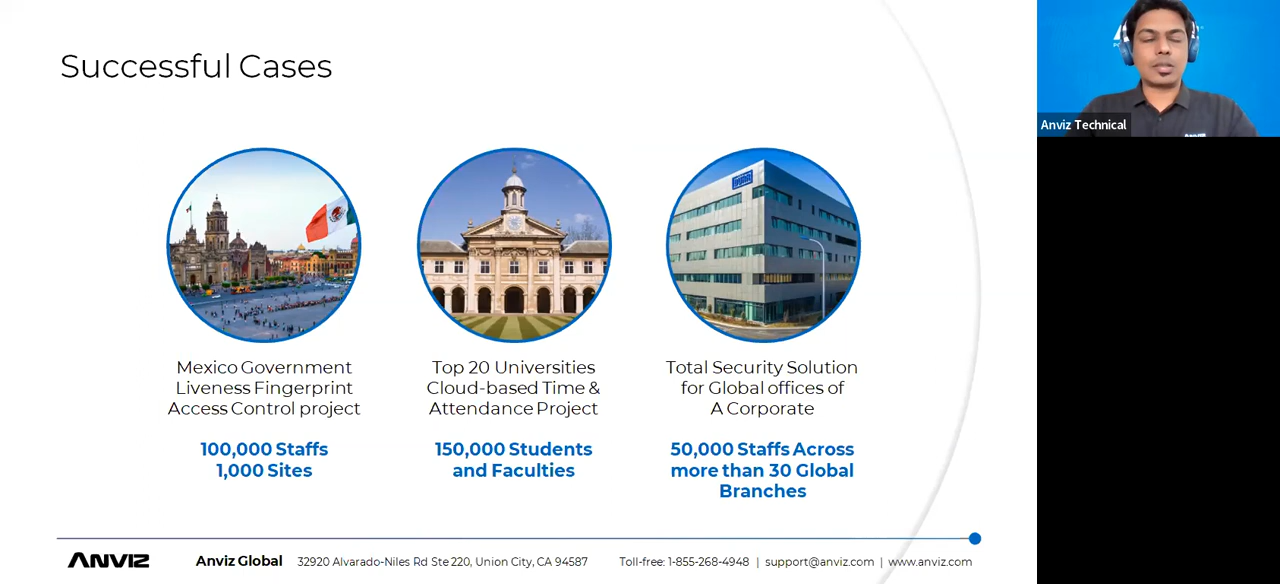 Successful Cases
Anviz Technical
Mexico Government
Liveness Fingerprint
Access Control project
100,000 Staffs
1,000 Sites
Top 20 Universities
Cloud-based Time &
Attendance Project
150,000 Students
and Faculties
Total Security Solution
for Global offices of
A Corporate
50,000 Staffs Across
more than 30 Global
Branches
ANVIZ
Anviz Global 32920 Alvarado-Niles Rd Ste 220, Union City, CA 94587 Toll-free: 1-855-268-4948 | support@anviz.com | www.anviz.com